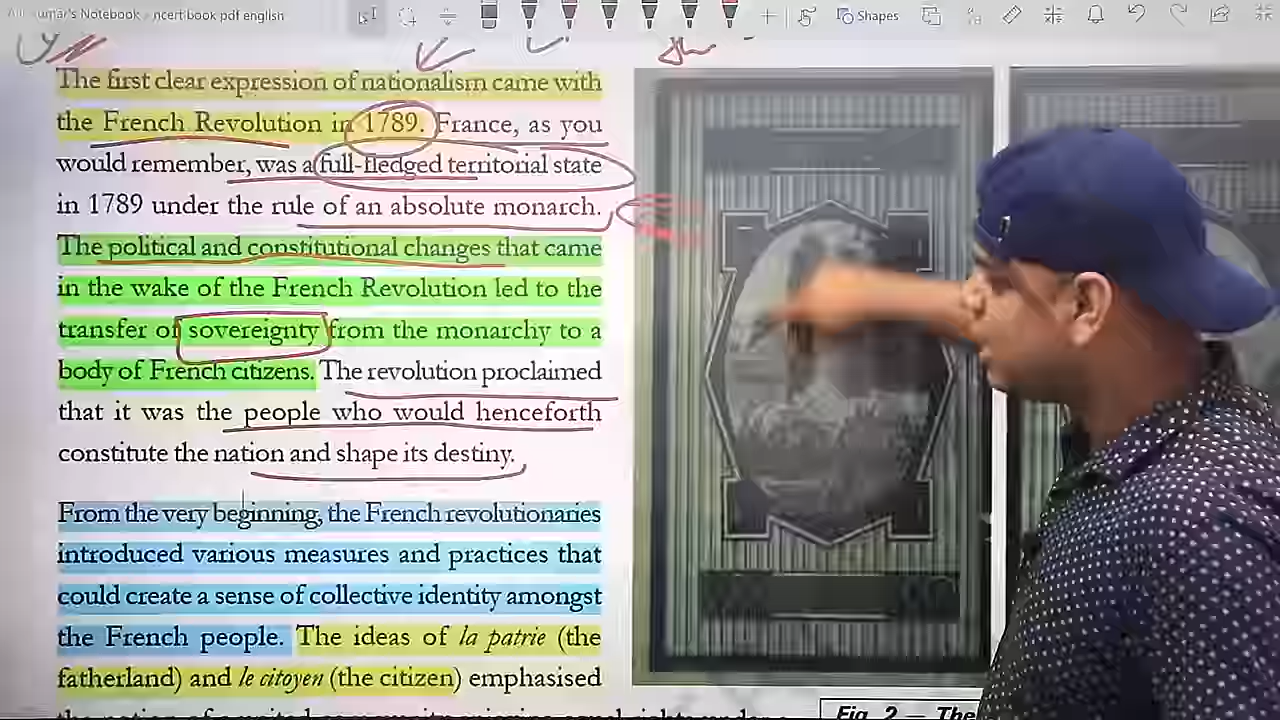 umar's Notebook
ncert book pdf english
Shapes
The first clear expression of nationalism came with
the French Revolution in 1789. France, as you
would remember, was a full-fledged territorial state
in 1789 under the rule of an absolute monarch.
The political and constitutional changes that came
in the wake of the French Revolution led to the
transfer of sovereignty from the monarchy to a
body of French citizens. The revolution proclaimed
that it was the people who would henceforth
constitute the nation and shape its destiny.
From the very beginning, the French revolutionaries
introduced various measures and practices that
could create a sense of collective identity amongst
the French people. The ideas of la patrie (the
fatherland) and le citoyen (the citizen) emphasised
Fig. 2 — The